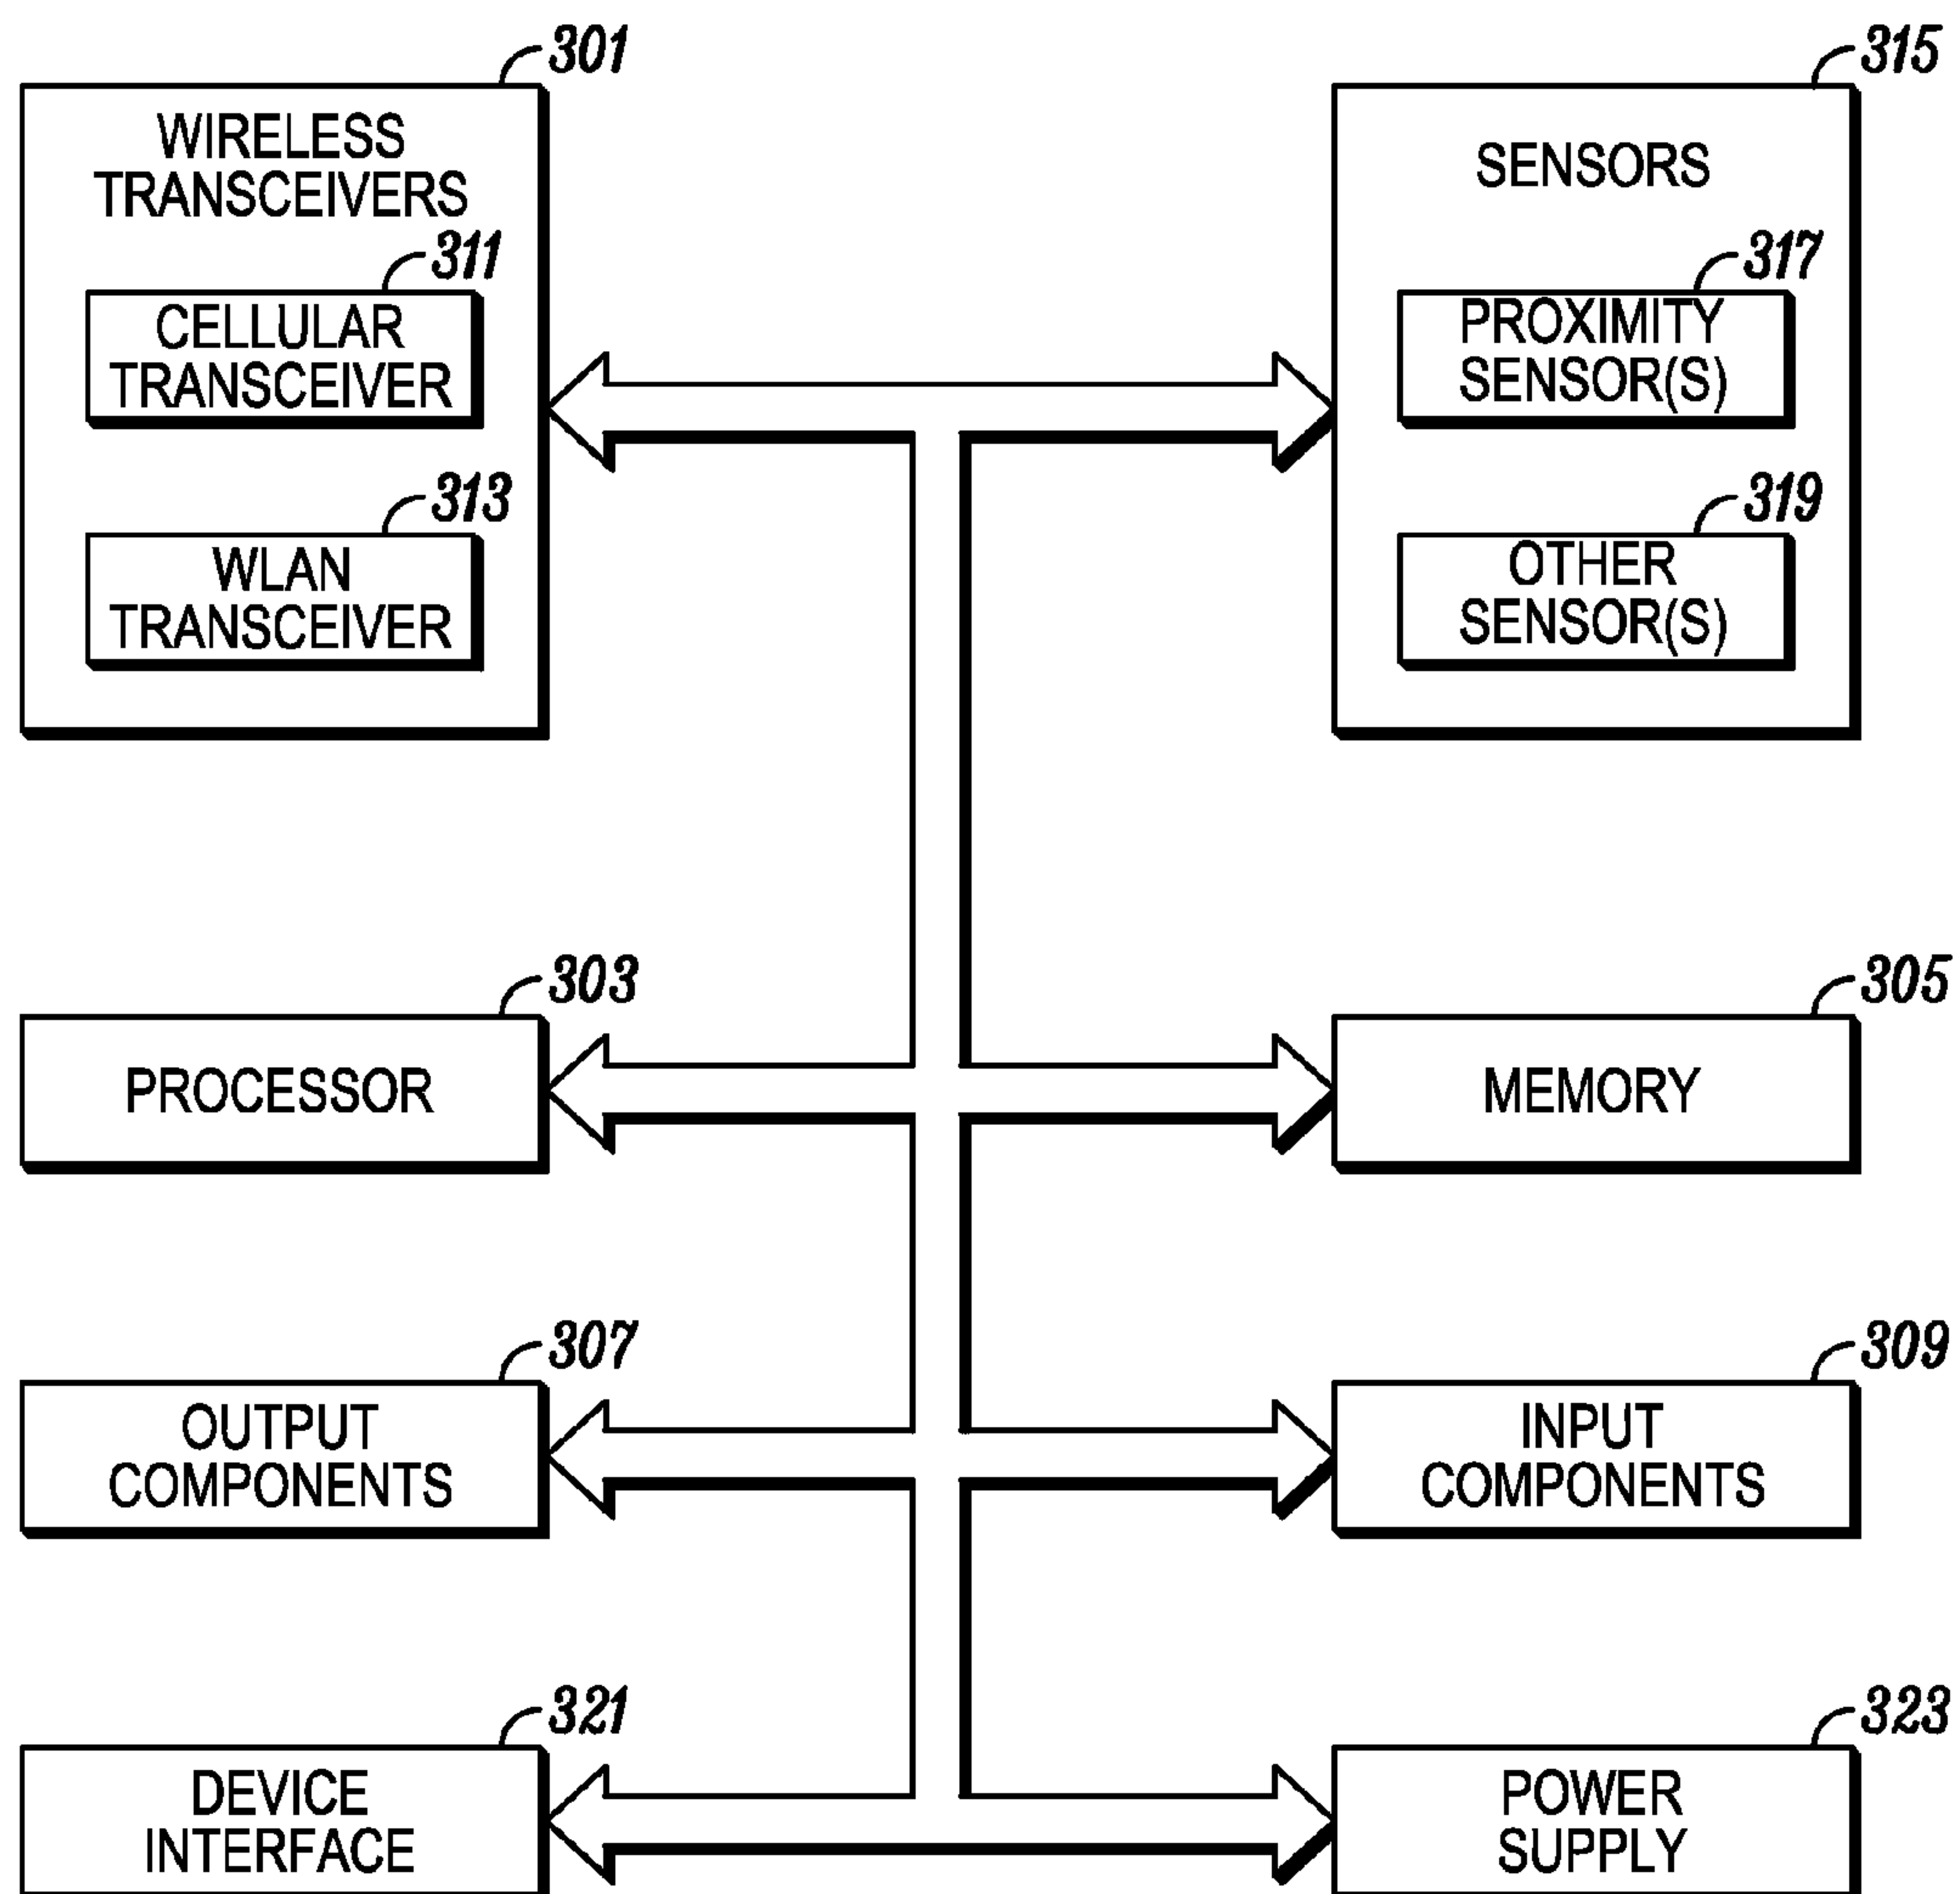 301
WIRELESS
TRANSCEIVERS
311
CELLULAR
TRANSCEIVER
313
WLAN
TRANSCEIVER
315
SENSORS
317
PROXIMITY
SENSOR(S)
319
OTHER
SENSOR(S)
303
PROCESSOR
305
MEMORY
307
OUTPUT
COMPONENTS
309
INPUT
COMPONENTS
321
DEVICE
INTERFACE
323
POWER
SUPPLY